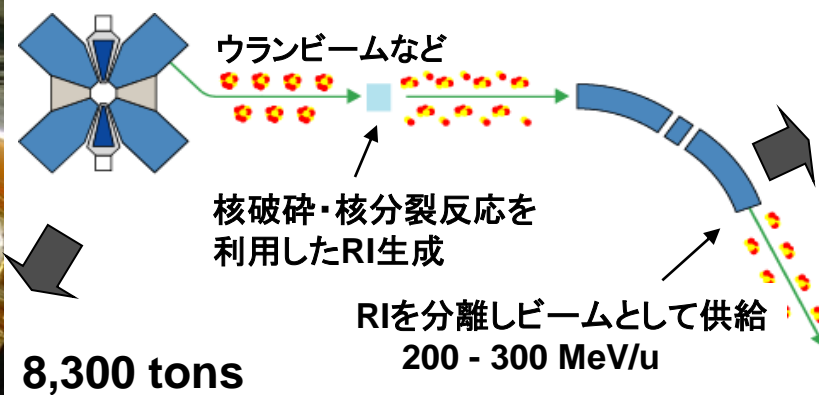 ウランビームなど
核破砕・核分裂反応を
利用したRI生成
RIを分離しビームとして供給
200 - 300 MeV/u
8,300 tons